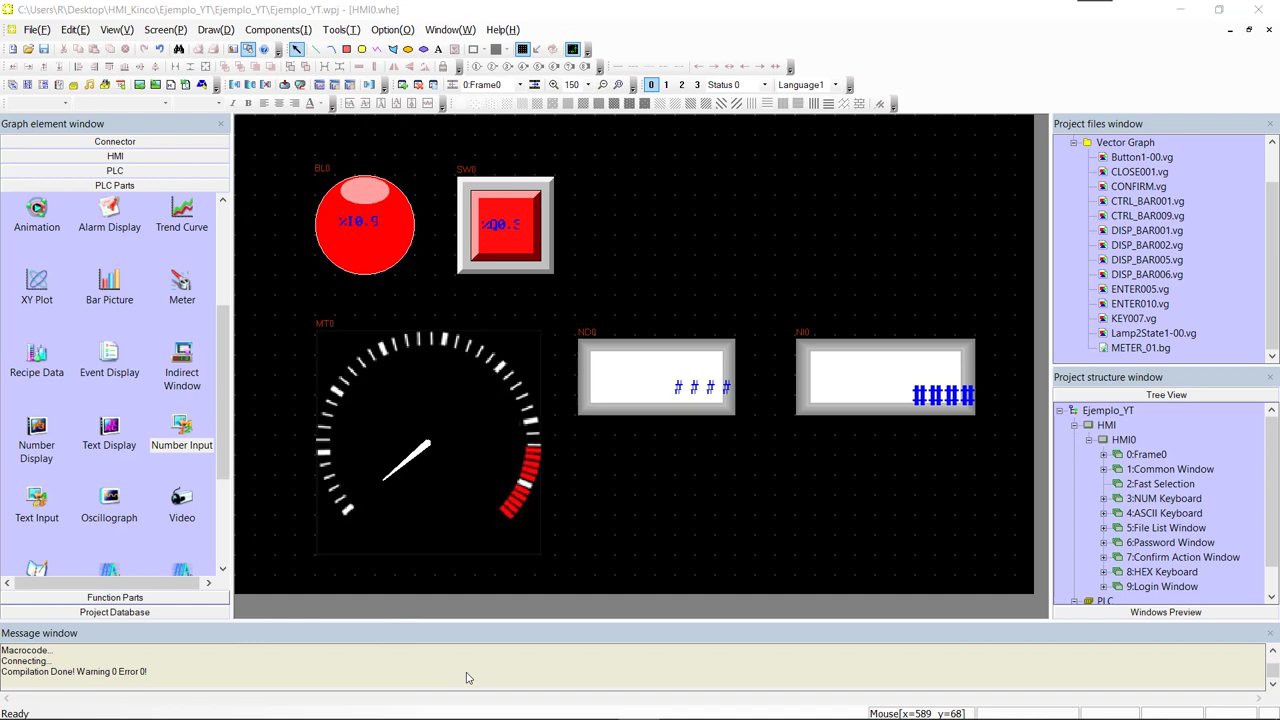 C:\Users\R\Desktop\HMI_Kinco\Ejemplo_YT\Ejemplo_YT\Ejemplo_YT.wpj - [HMI0.whe]
File(F) Edit(E) View(V) Screen(P) Draw(D) Components(I) Tools(T) Option(O) Window(W) Help(H)
0:Frame0 150 0 1 2 3 Status 0 Language1
Graph element window
Connector
HMI
PLC
PLC Parts
Animation Alarm Display Trend Curve
XY Plot Bar Picture Meter
Recipe Data Event Display Indirect Window
Number Display Text Display Number Input
Text Input Oscillograph Video
Function Parts
Project Database
BL0 SW0
%I0.9 %Q0.3
MT0 ND0 NI0
# # # # ####
Project files window
Vector Graph
Button1-00.vg
CLOSE001.vg
CONFIRM.vg
CTRL_BAR001.vg
CTRL_BAR009.vg
DISP_BAR001.vg
DISP_BAR002.vg
DISP_BAR005.vg
DISP_BAR006.vg
ENTER005.vg
ENTER010.vg
KEY007.vg
Lamp2State1-00.vg
METER_01.bg
Project structure window
Tree View
Ejemplo_YT
HMI
HMI0
0:Frame0
1:Common Window
2:Fast Selection
3:NUM Keyboard
4:ASCII Keyboard
5:File List Window
6:Password Window
7:Confirm Action Window
8:HEX Keyboard
9:Login Window
PLC
Windows Preview
Message window
Macrocode...
Connecting...
Compilation Done! Warning 0 Error 0!
Ready Mouse[x=589 y=68]